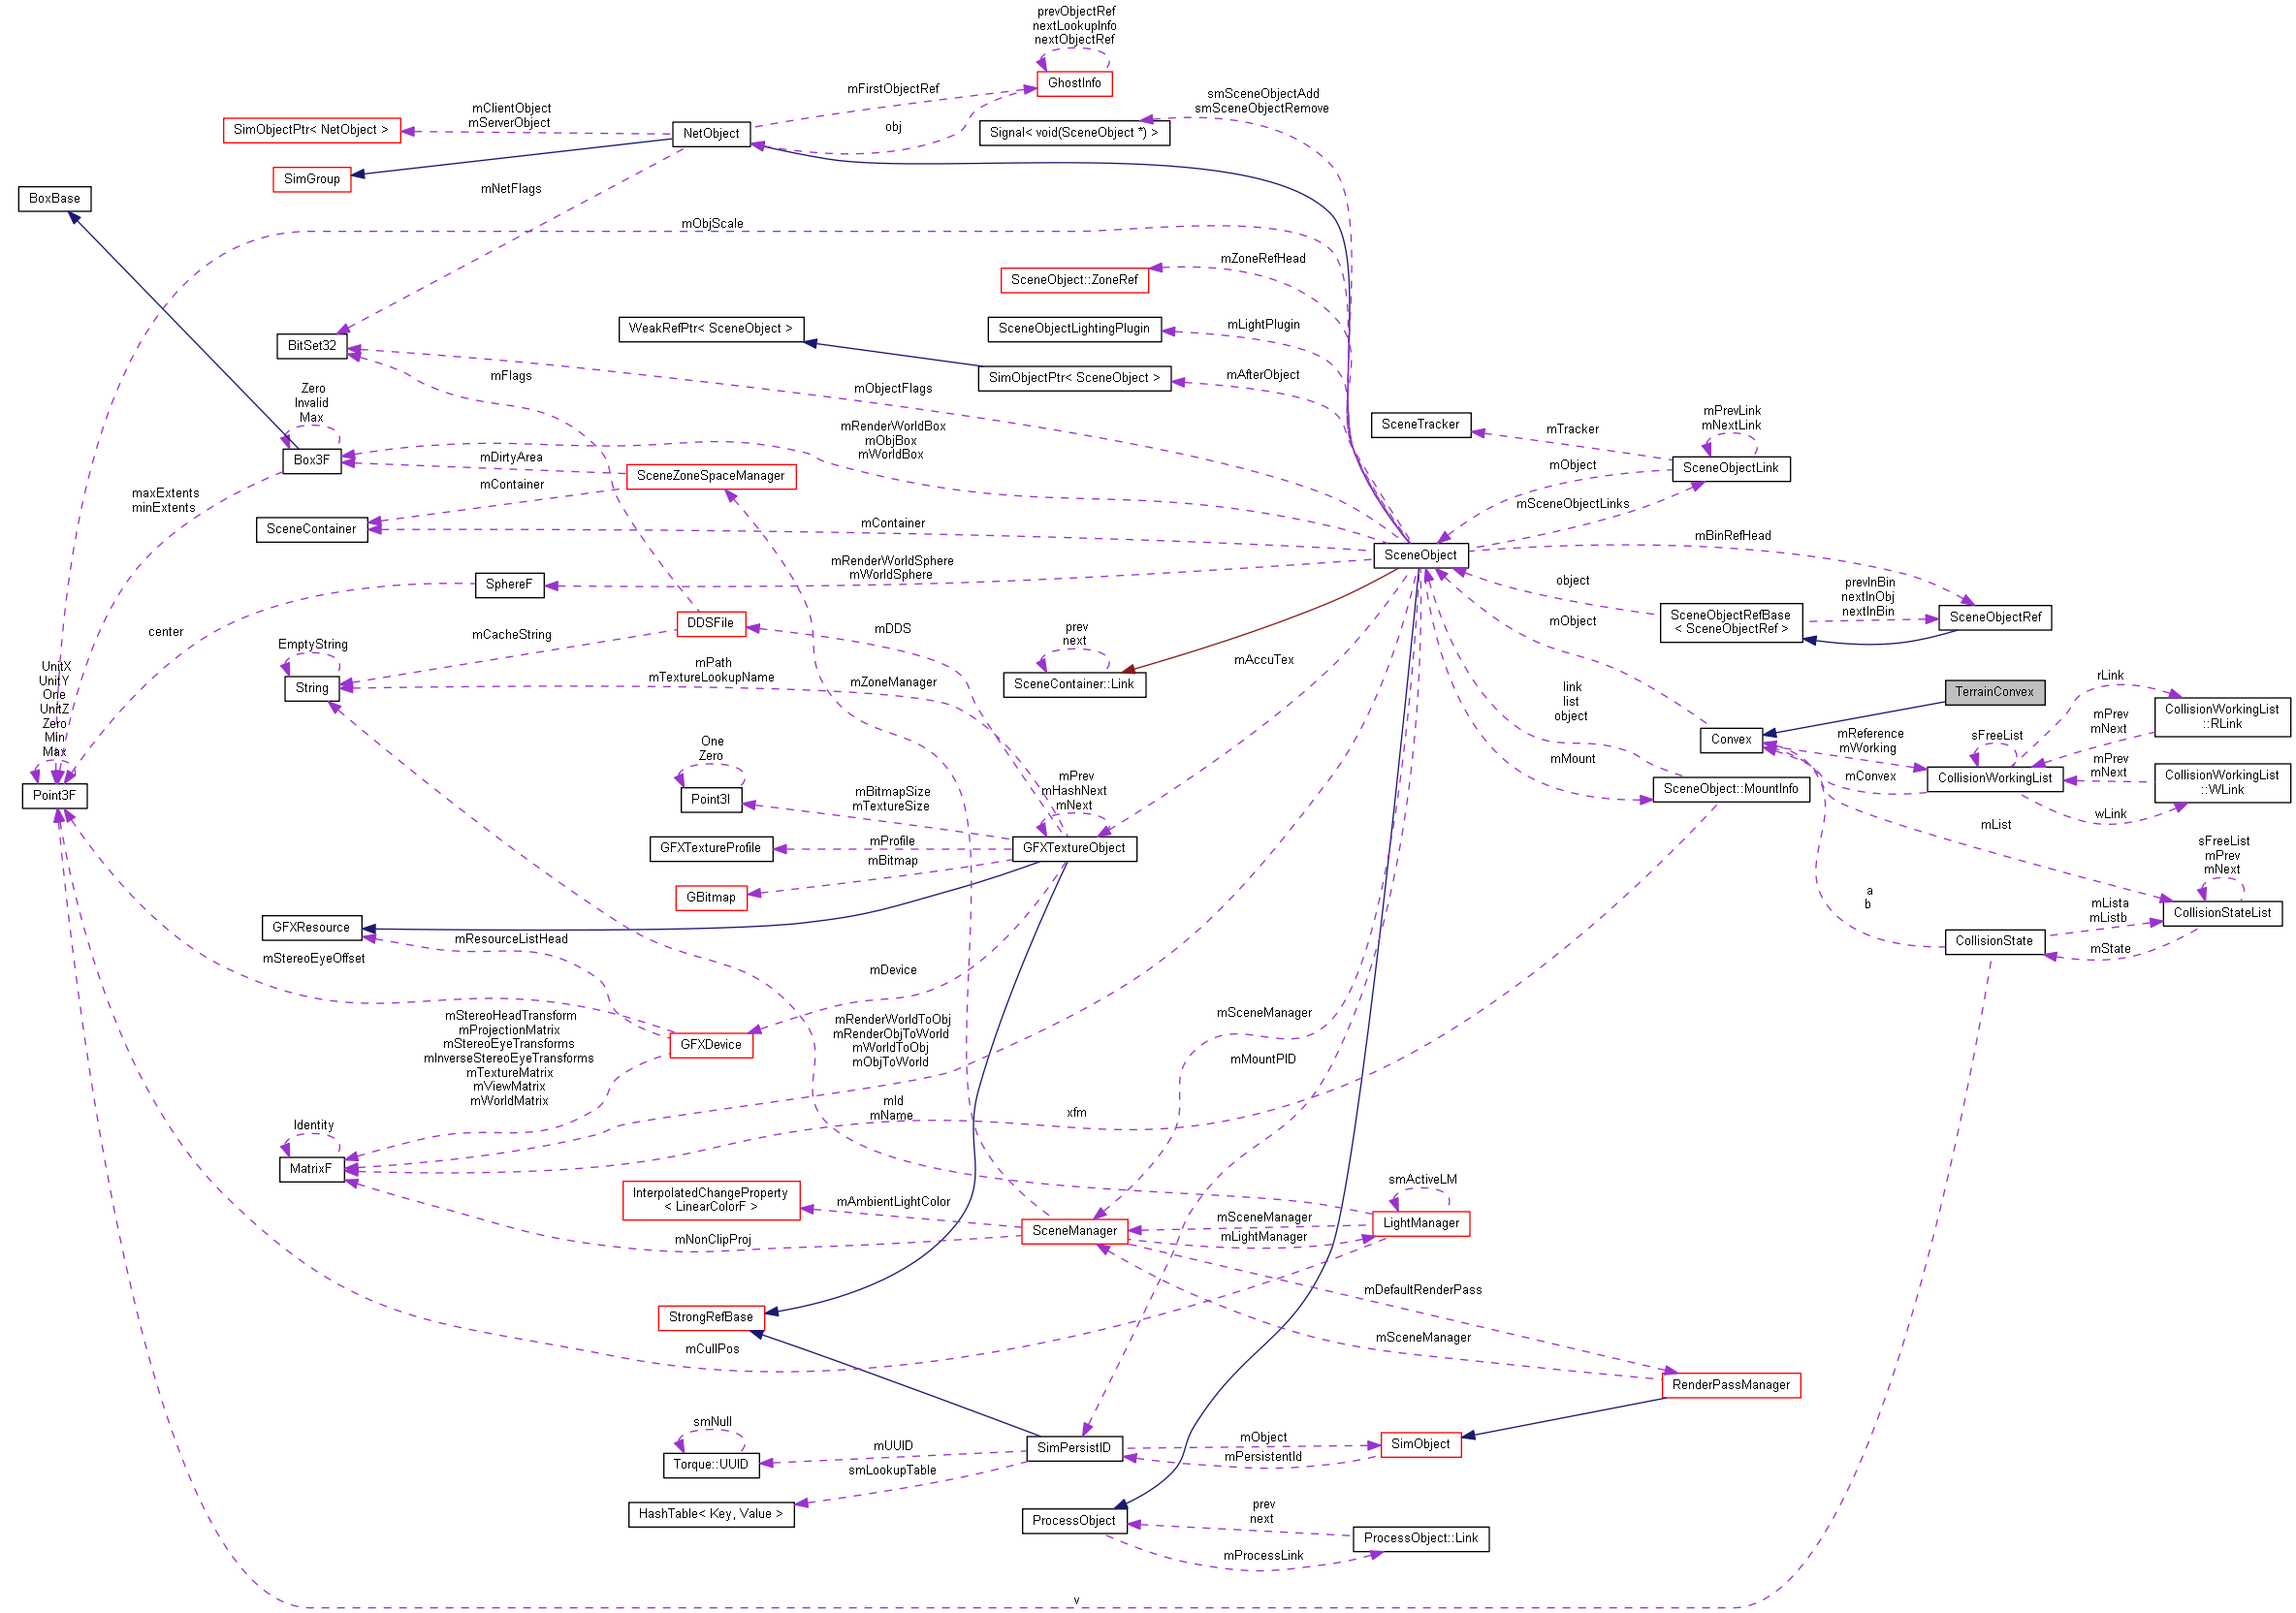 prevObjectRef
nextLookupInfo
nextObjectRef
GhostInfo
mFirstObjectRef
smSceneObjectAdd
smSceneObjectRemove
mClientObject
mServerObject
SimObjectPtr< NetObject >
NetObject
obj
Signal< void(SceneObject *) >
SimGroup
mNetFlags
BoxBase
mObjScale
mZoneRefHead
SceneObject::ZoneRef
WeakRefPtr< SceneObject >
SceneObjectLightingPlugin
mLightPlugin
BitSet32
mFlags
SimObjectPtr< SceneObject >
mAfterObject
mObjectFlags
Zero
Invalid
Max
mRenderWorldBox
mObjBox
mWorldBox
SceneTracker
mTracker
mPrevLink
mNextLink
Box3F
mDirtyArea
SceneZoneSpaceManager
mObject
SceneObjectLink
maxExtents
minExtents
mContainer
mSceneObjectLinks
SceneContainer
mContainer
mBinRefHead
SceneObject
mRenderWorldSphere
mWorldSphere
SphereF
object
prevInBin
nextInObj
nextInBin
SceneObjectRefBase
< SceneObjectRef >
SceneObjectRef
center
DDSFile
mCacheString
mDDS
mObject
EmptyString
prev
next
mAccuTex
String
mPath
mTextureLookupName
mZoneManager
SceneContainer::Link
link
list
object
TerrainConvex
rLink
CollisionWorkingList
::RLink
UnitX
UnitY
One
UnitZ
Zero
Min
Max
One
Zero
mPrev
mNext
Convex
mReference
mWorking
sFreeList
mMount
mPrev
mNext
Point3F
Point3I
mBitmapSize
mTextureSize
mPrev
mHashNext
mNext
SceneObject::MountInfo
mConvex
CollisionWorkingList
CollisionWorkingList
::WLink
wLink
mList
GFXTextureProfile
mProfile
GFXTextureObject
mBitmap
sFreeList
mPrev
mNext
GBitmap
a
b
mLista
mListb
CollisionStateList
GFXResource
mResourceListHead
CollisionState
mState
mStereoEyeOffset
mDevice
mStereoHeadTransform
mProjectionMatrix
mStereoEyeTransforms
mInverseStereoEyeTransforms
mTextureMatrix
mViewMatrix
mWorldMatrix
GFXDevice
mRenderWorldToObj
mRenderObjToWorld
mWorldToObj
mObjToWorld
mSceneManager
mMountPID
mId
mName
xfm
Identity
MatrixF
InterpolatedChangeProperty
< LinearColorF >
mAmbientLightColor
smActiveLM
SceneManager
mSceneManager
mLightManager
LightManager
mNonClipProj
mDefaultRenderPass
StrongRefBase
mSceneManager
mCullPos
RenderPassManager
smNull
Torque::UUID
mUUID
SimPersistID
mObject
mPersistentId
SimObject
smLookupTable
HashTable< Key, Value >
ProcessObject
prev
next
ProcessObject::Link
mProcessLink
v